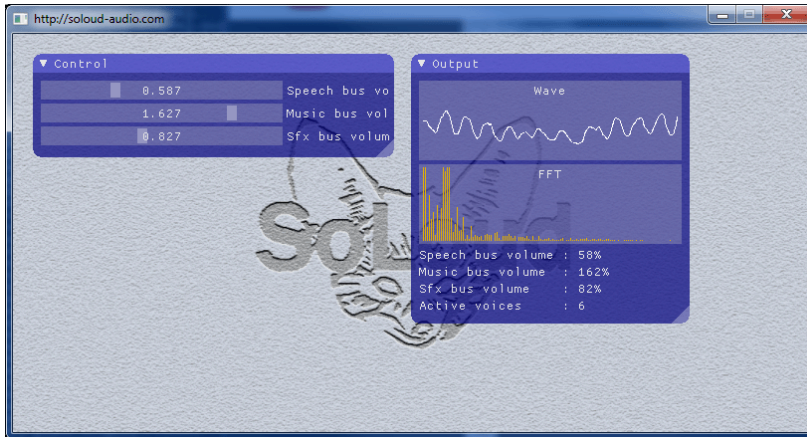 http://soloud-audio.com
Control
0.587 Speech bus vo
1.627 Music bus vol
0.827 Sfx bus volum
Output
Wave
FFT
Speech bus volume : 58%
Music bus volume : 162%
Sfx bus volume : 82%
Active voices : 6
SoLoud